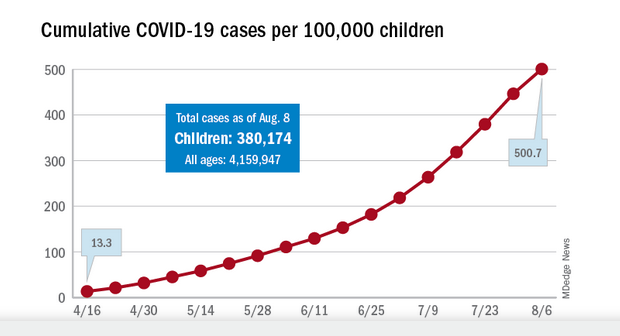 Cumulative COVID-19 cases per 100,000 children
500
400
300
200
100
0
Total cases as of Aug. 8
Children: 380,174
All ages: 4,159,947
13.3
500.7
4/16 4/30 5/14 5/28 6/11 6/25 7/9 7/23 8/6
MDedge News